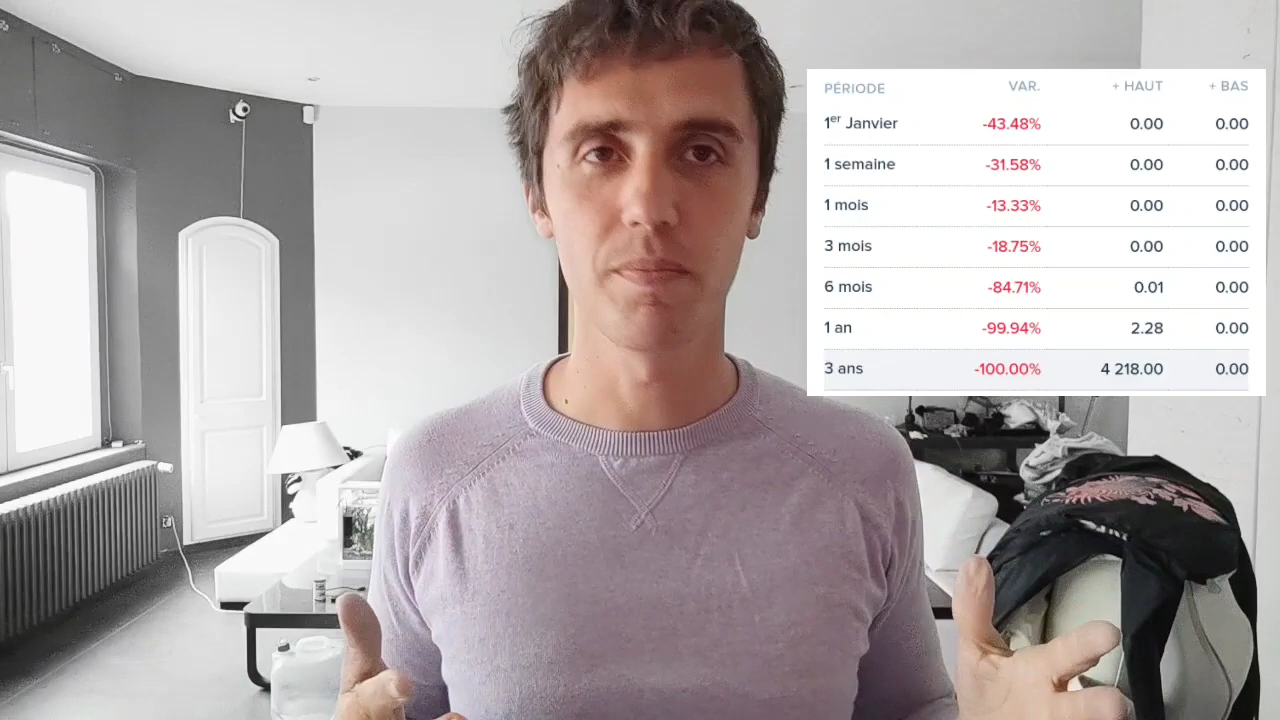 PÉRIODE VAR. + HAUT + BAS
1er Janvier -43.48% 0.00 0.00
1 semaine -31.58% 0.00 0.00
1 mois -13.33% 0.00 0.00
3 mois -18.75% 0.00 0.00
6 mois -84.71% 0.01 0.00
1 an -99.94% 2.28 0.00
3 ans -100.00% 4 218.00 0.00